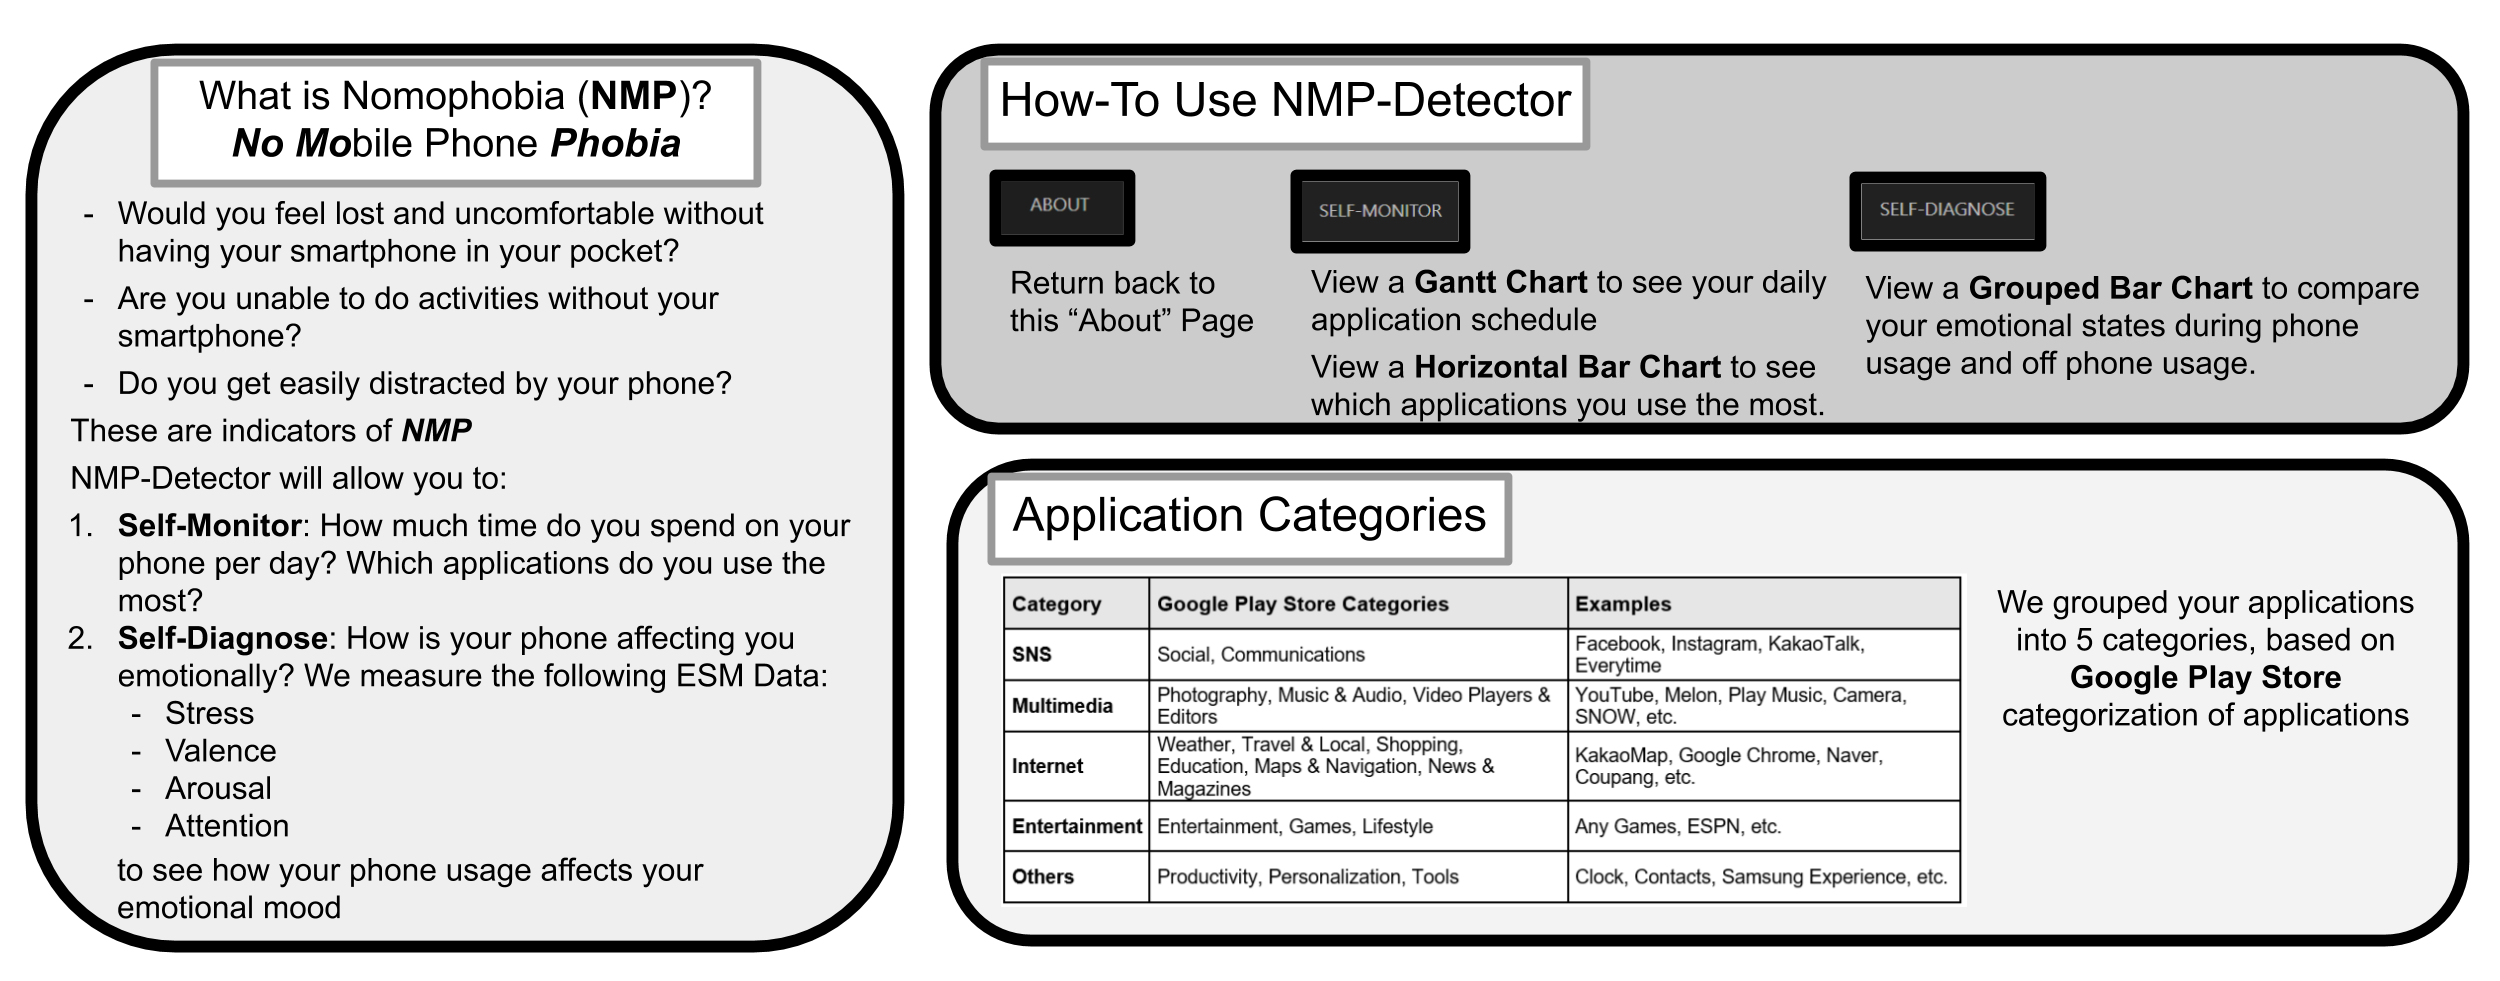 What is Nomophobia (NMP)?
No Mobile Phone Phobia
- Would you feel lost and uncomfortable without
having your smartphone in your pocket?
- Are you unable to do activities without your
smartphone?
- Do you get easily distracted by your phone?
These are indicators of NMP
NMP-Detector will allow you to:
1. Self-Monitor: How much time do you spend on your
phone per day? Which applications do you use the
most?
2. Self-Diagnose: How is your phone affecting you
emotionally? We measure the following ESM Data:
- Stress
- Valence
- Arousal
- Attention
to see how your phone usage affects your
emotional mood
How-To Use NMP-Detector
ABOUT
Return back to
this “About” Page
SELF-MONITOR
View a Gantt Chart to see your daily
application schedule
View a Horizontal Bar Chart to see
which applications you use the most.
SELF-DIAGNOSE
View a Grouped Bar Chart to compare
your emotional states during phone
usage and off phone usage.
Application Categories
Category Google Play Store Categories Examples
SNS Social, Communications Facebook, Instagram, KakaoTalk,
Everytime
Multimedia Photography, Music & Audio, Video Players &
Editors
YouTube, Melon, Play Music, Camera,
SNOW, etc.
Internet
Weather, Travel & Local, Shopping,
Education, Maps & Navigation, News &
Magazines
KakaoMap, Google Chrome, Naver,
Coupang, etc.
Entertainment Entertainment, Games, Lifestyle Any Games, ESPN, etc.
Others Productivity, Personalization, Tools Clock, Contacts, Samsung Experience, etc.
We grouped your applications
into 5 categories, based on
Google Play Store
categorization of applications